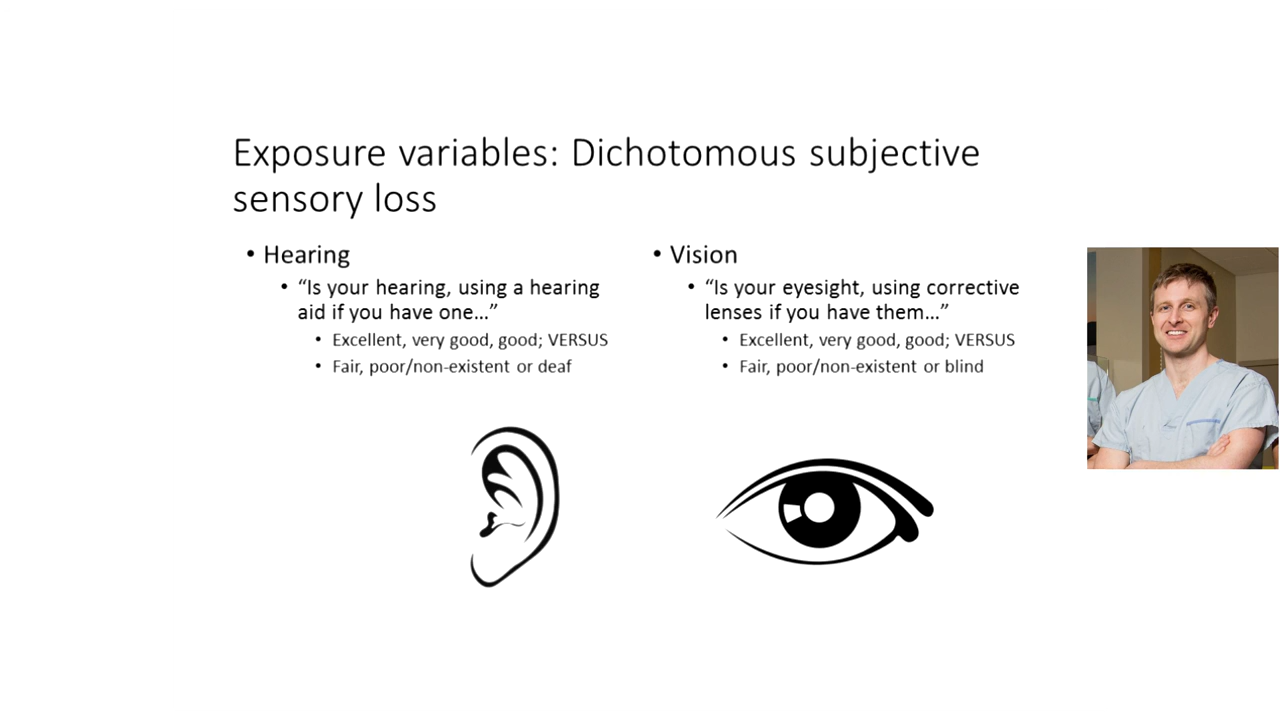 Exposure variables: Dichotomous subjective
sensory loss
• Hearing
• “Is your hearing, using a hearing
aid if you have one…”
• Excellent, very good, good; VERSUS
• Fair, poor/non-existent or deaf
• Vision
• “Is your eyesight, using corrective
lenses if you have them…”
• Excellent, very good, good; VERSUS
• Fair, poor/non-existent or blind